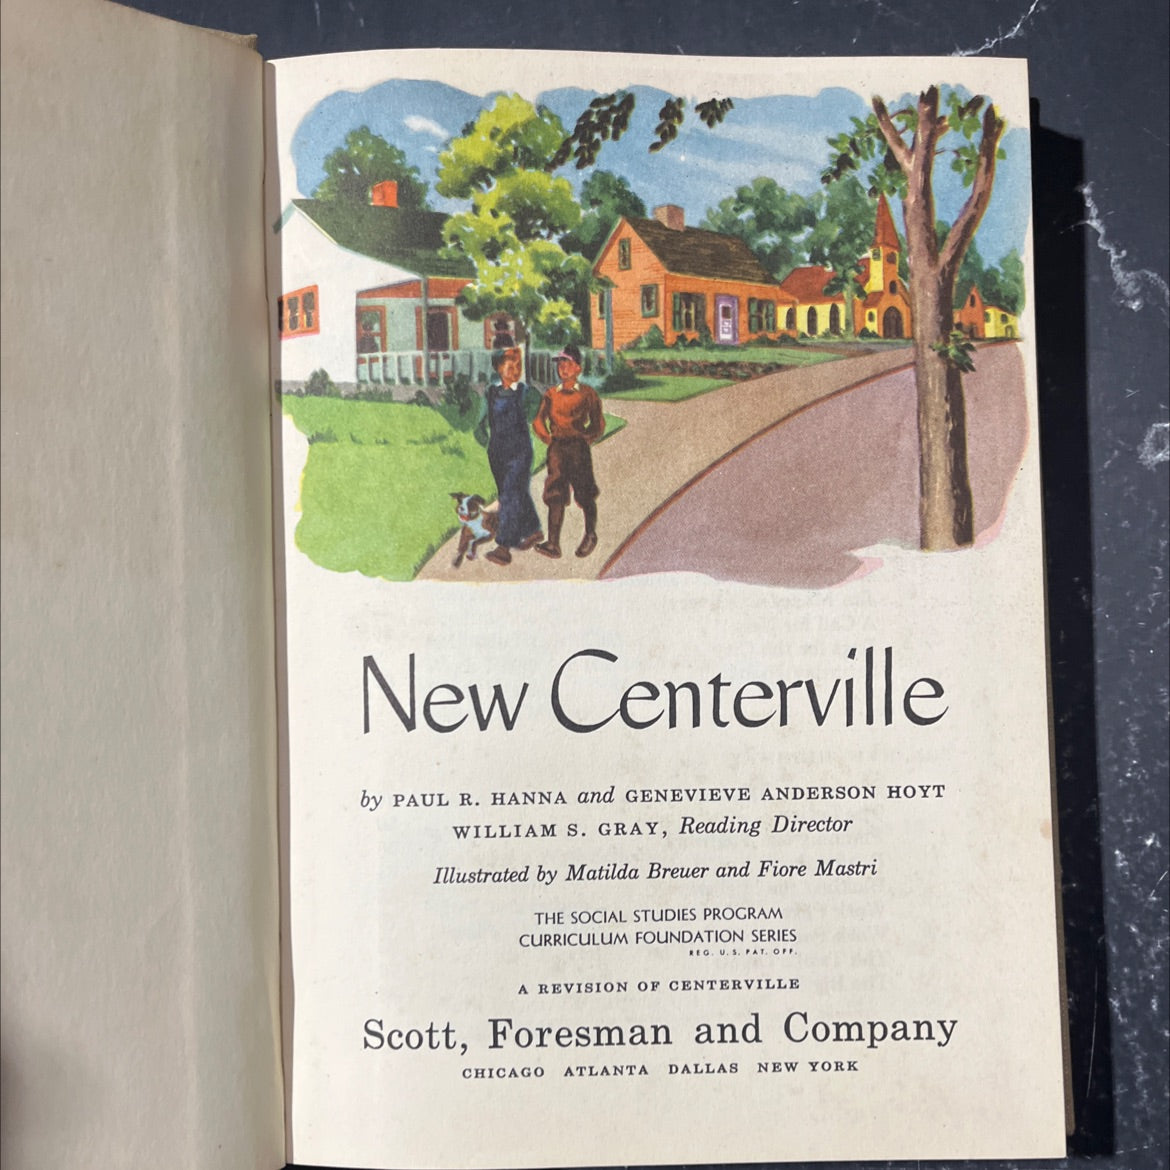 New Centerville
by PAUL R. HANNA and GENEVIEVE ANDERSON HOYT
WILLIAM S. GRAY, Reading Director
Illustrated by Matilda Breuer and Fiore Mastri
THE SOCIAL STUDIES PROGRAM
CURRICULUM FOUNDATION SERIES
REG. U.S. PAT. OFF.
A REVISION OF CENTERVILLE
Scott, Foresman and Company
CHICAGO ATLANTA DALLAS NEW YORK